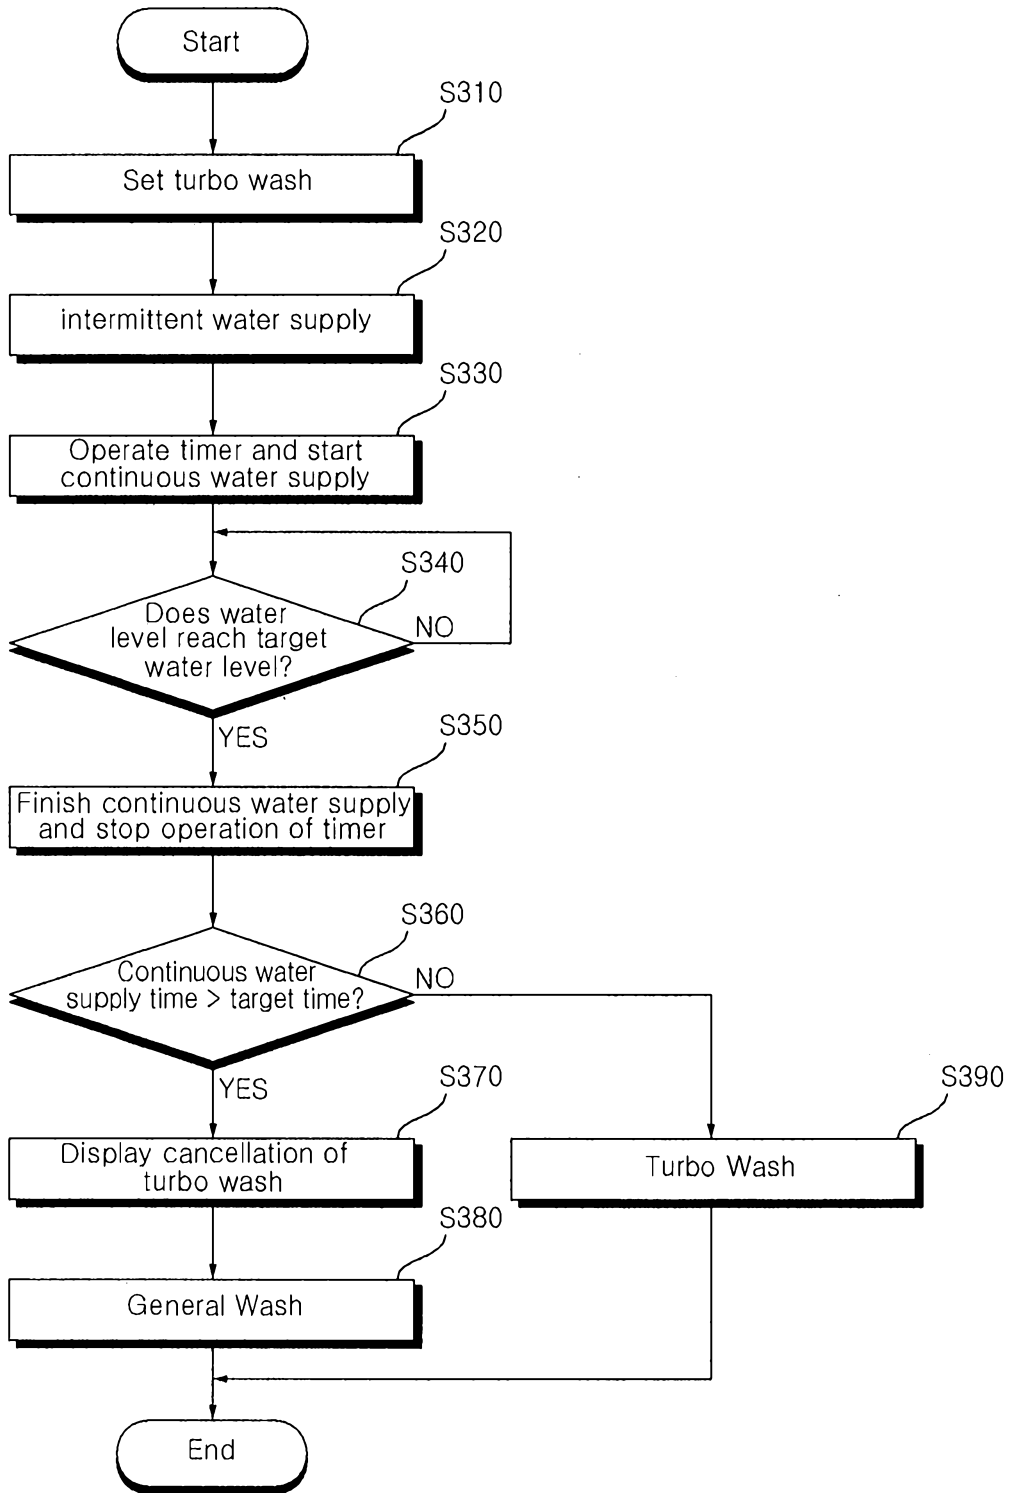 Start
S310
Set turbo wash
S320
intermittent water supply
S330
Operate timer and start
continuous water supply
S340
Does water
level reach target
water level?
NO
YES
S350
Finish continuous water supply
and stop operation of timer
S360
Continuous water
supply time > target time?
NO
YES
S370
Display cancellation of
turbo wash
S390
Turbo Wash
S380
General Wash
End